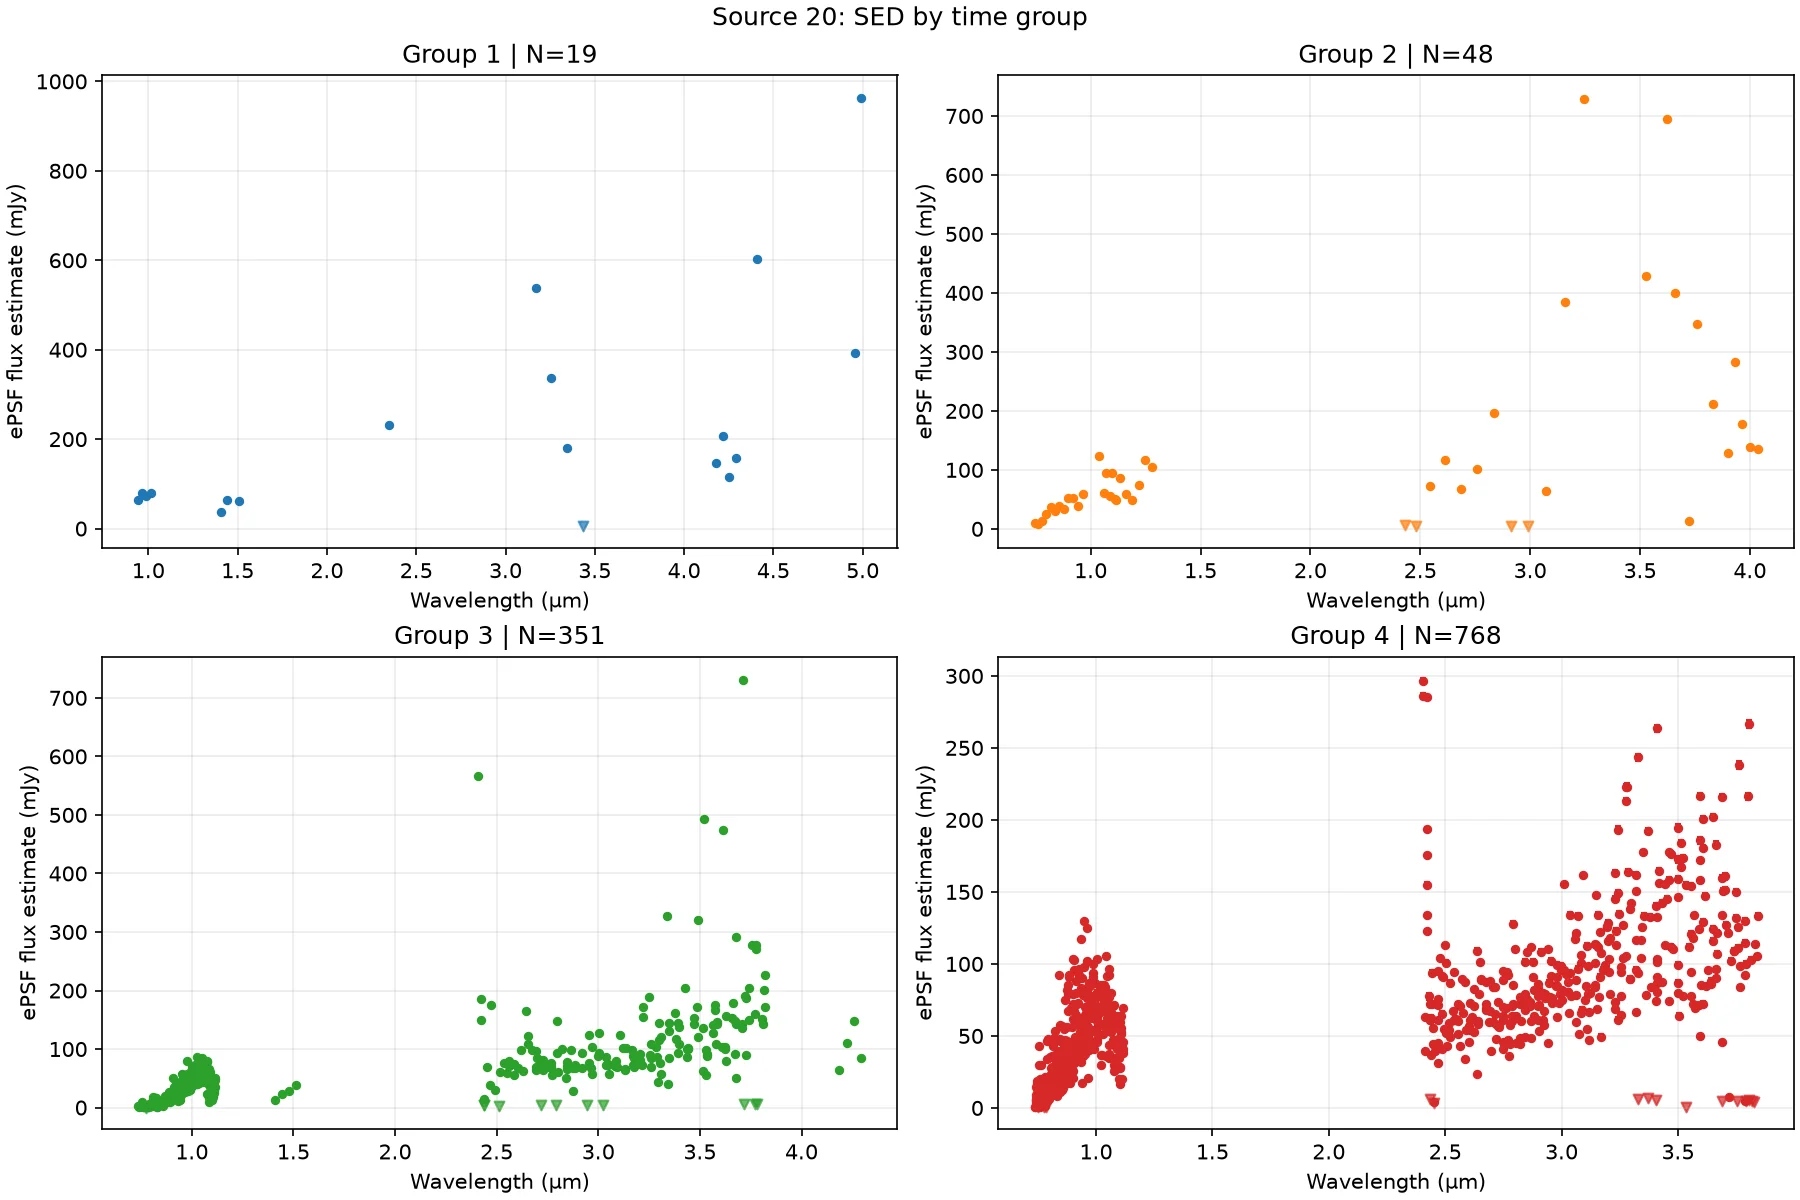 Source 20: SED by time group
Group 1 | N=19
ePSF flux estimate (mJy)
1000
800
600
400
200
0
1.0 1.5 2.0 2.5 3.0 3.5 4.0 4.5 5.0
Wavelength (μm)
Group 2 | N=48
ePSF flux estimate (mJy)
700
600
500
400
300
200
100
0
1.0 1.5 2.0 2.5 3.0 3.5 4.0
Wavelength (μm)
Group 3 | N=351
ePSF flux estimate (mJy)
700
600
500
400
300
200
100
0
1.0 1.5 2.0 2.5 3.0 3.5 4.0
Wavelength (μm)
Group 4 | N=768
ePSF flux estimate (mJy)
300
250
200
150
100
50
0
1.0 1.5 2.0 2.5 3.0 3.5
Wavelength (μm)